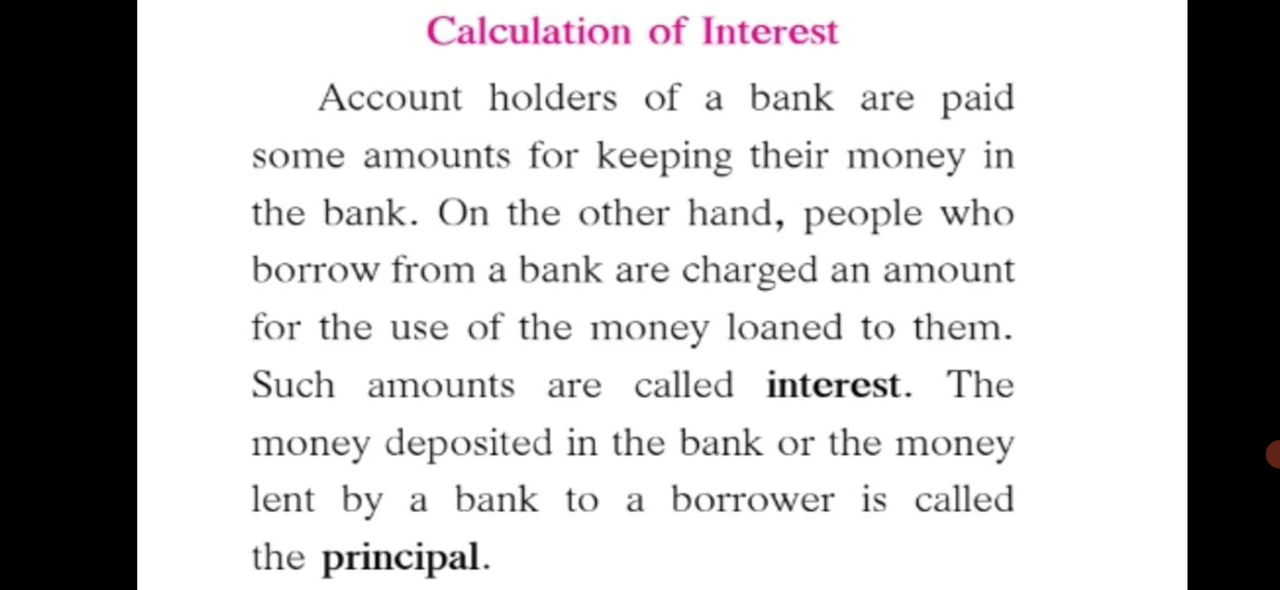 Calculation of Interest
Account holders of a bank are paid
some amounts for keeping their money in
the bank. On the other hand, people who
borrow from a bank are charged an amount
for the use of the money loaned to them.
Such amounts are called interest. The
money deposited in the bank or the money
lent by a bank to a borrower is called
the principal.